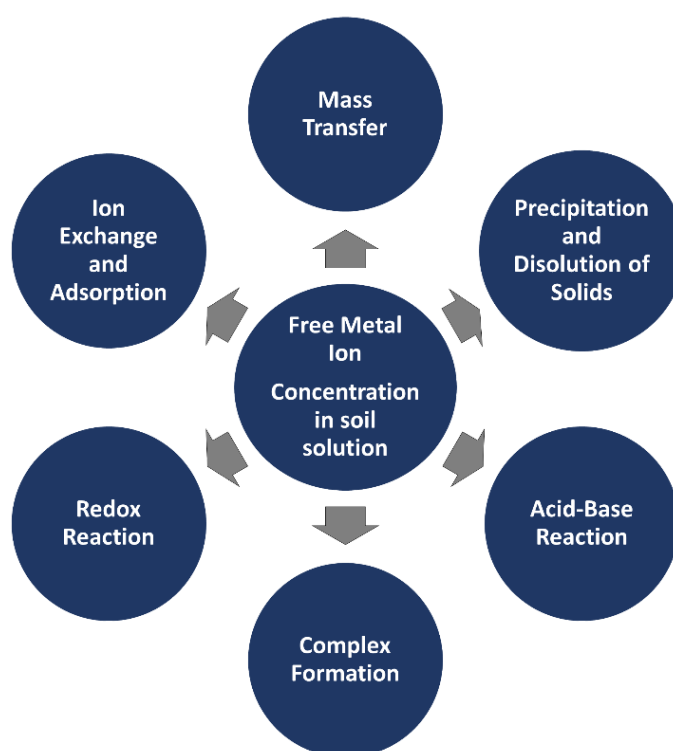 Mass
Transfer
Ion
Exchange
and
Adsorption
Precipitation
and
Disolution of
Solids
Free Metal
Ion
Concentration
in soil
solution
Redox
Reaction
Acid-Base
Reaction
Complex
Formation